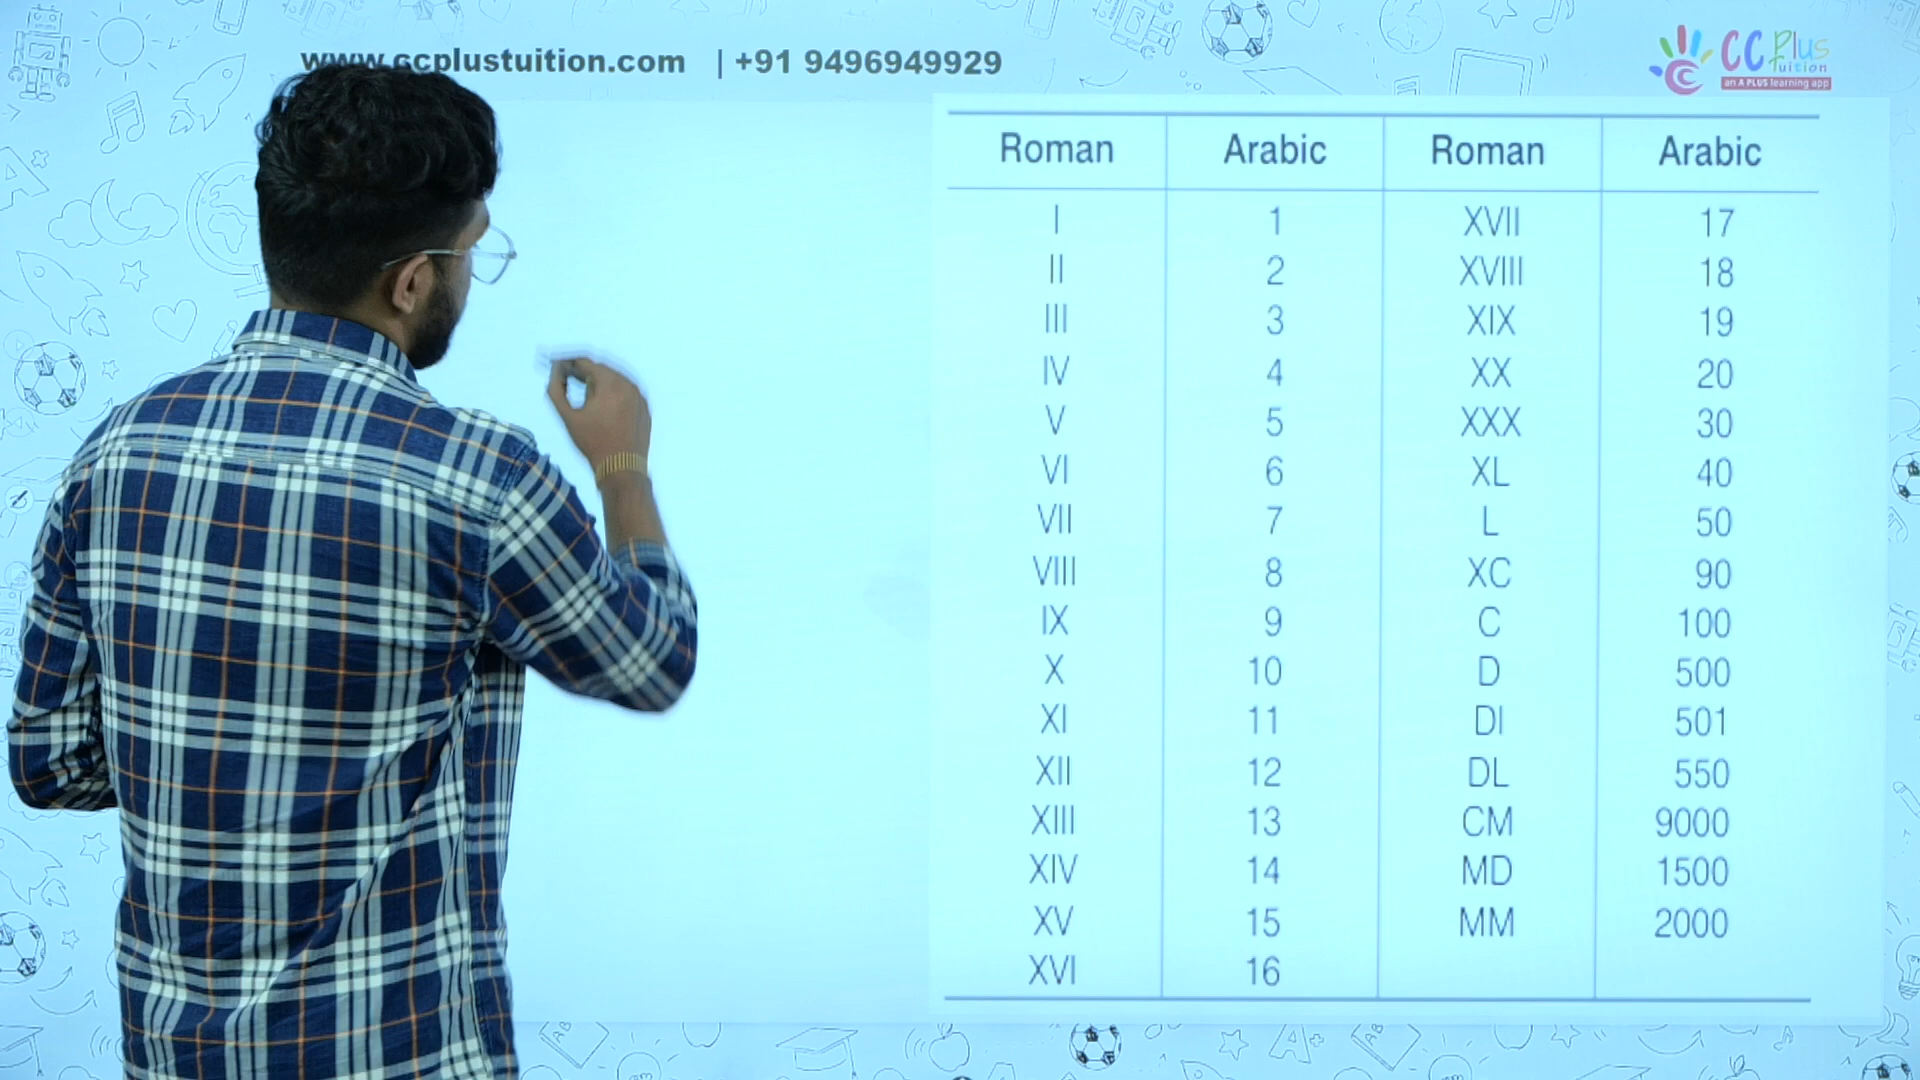 www.ccplustuition.com | +91 9496949929
CC Plus
Tuition
an A PLUS learning app
Roman Arabic Roman Arabic
I 1 XVII 17
II 2 XVIII 18
III 3 XIX 19
IV 4 XX 20
V 5 XXX 30
VI 6 XL 40
VII 7 L 50
VIII 8 XC 90
IX 9 C 100
X 10 D 500
XI 11 DI 501
XII 12 DL 550
XIII 13 CM 9000
XIV 14 MD 1500
XV 15 MM 2000
XVI 16